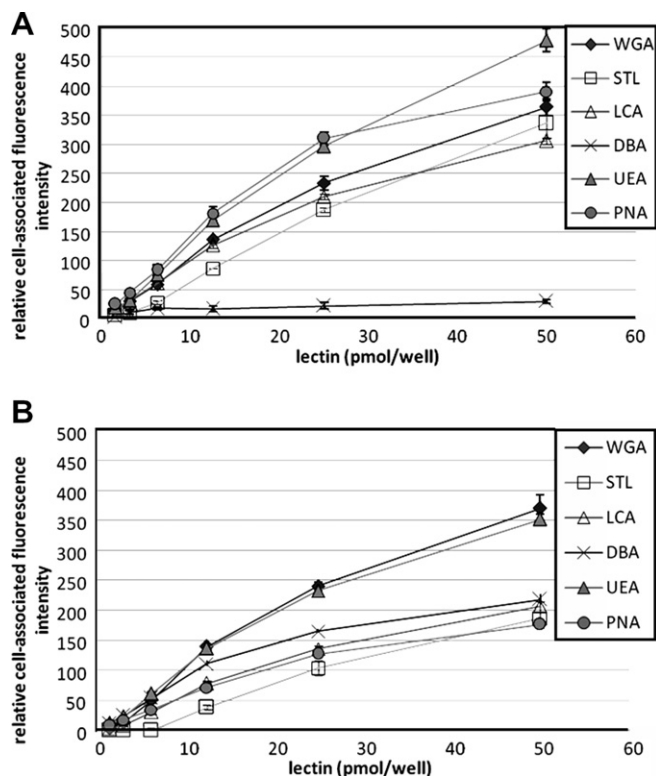 A
relative cell-associated fluorescence
intensity
500
450
400
350
300
250
200
150
100
50
0
0 10 20 30 40 50 60
lectin (pmol/well)
WGA
STL
LCA
DBA
UEA
PNA
B
relative cell-associated fluorescence
intensity
500
450
400
350
300
250
200
150
100
50
0
0 10 20 30 40 50 60
lectin (pmol/well)
WGA
STL
LCA
DBA
UEA
PNA